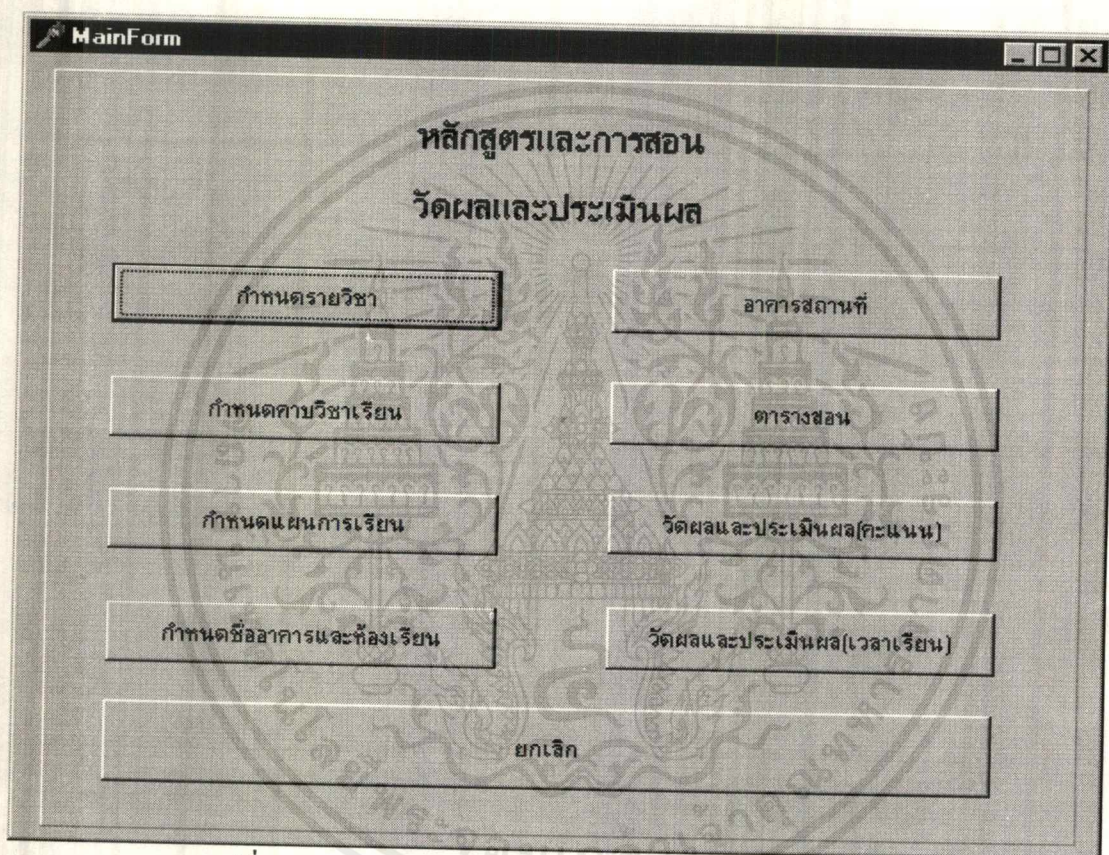 MainForm
หลักสูตรและการสอน
วัดผลและประเมินผล
กำหนดรายวิชา
อาคารสถานที่
กำหนดคาบวิชาเรียน
ตารางสอน
กำหนดแผนการเรียน
วัดผลและประเมินผล(คะแนน)
กำหนดชื่ออาคารและห้องเรียน
วัดผลและประเมินผล(เวลาเรียน)
ยกเลิก